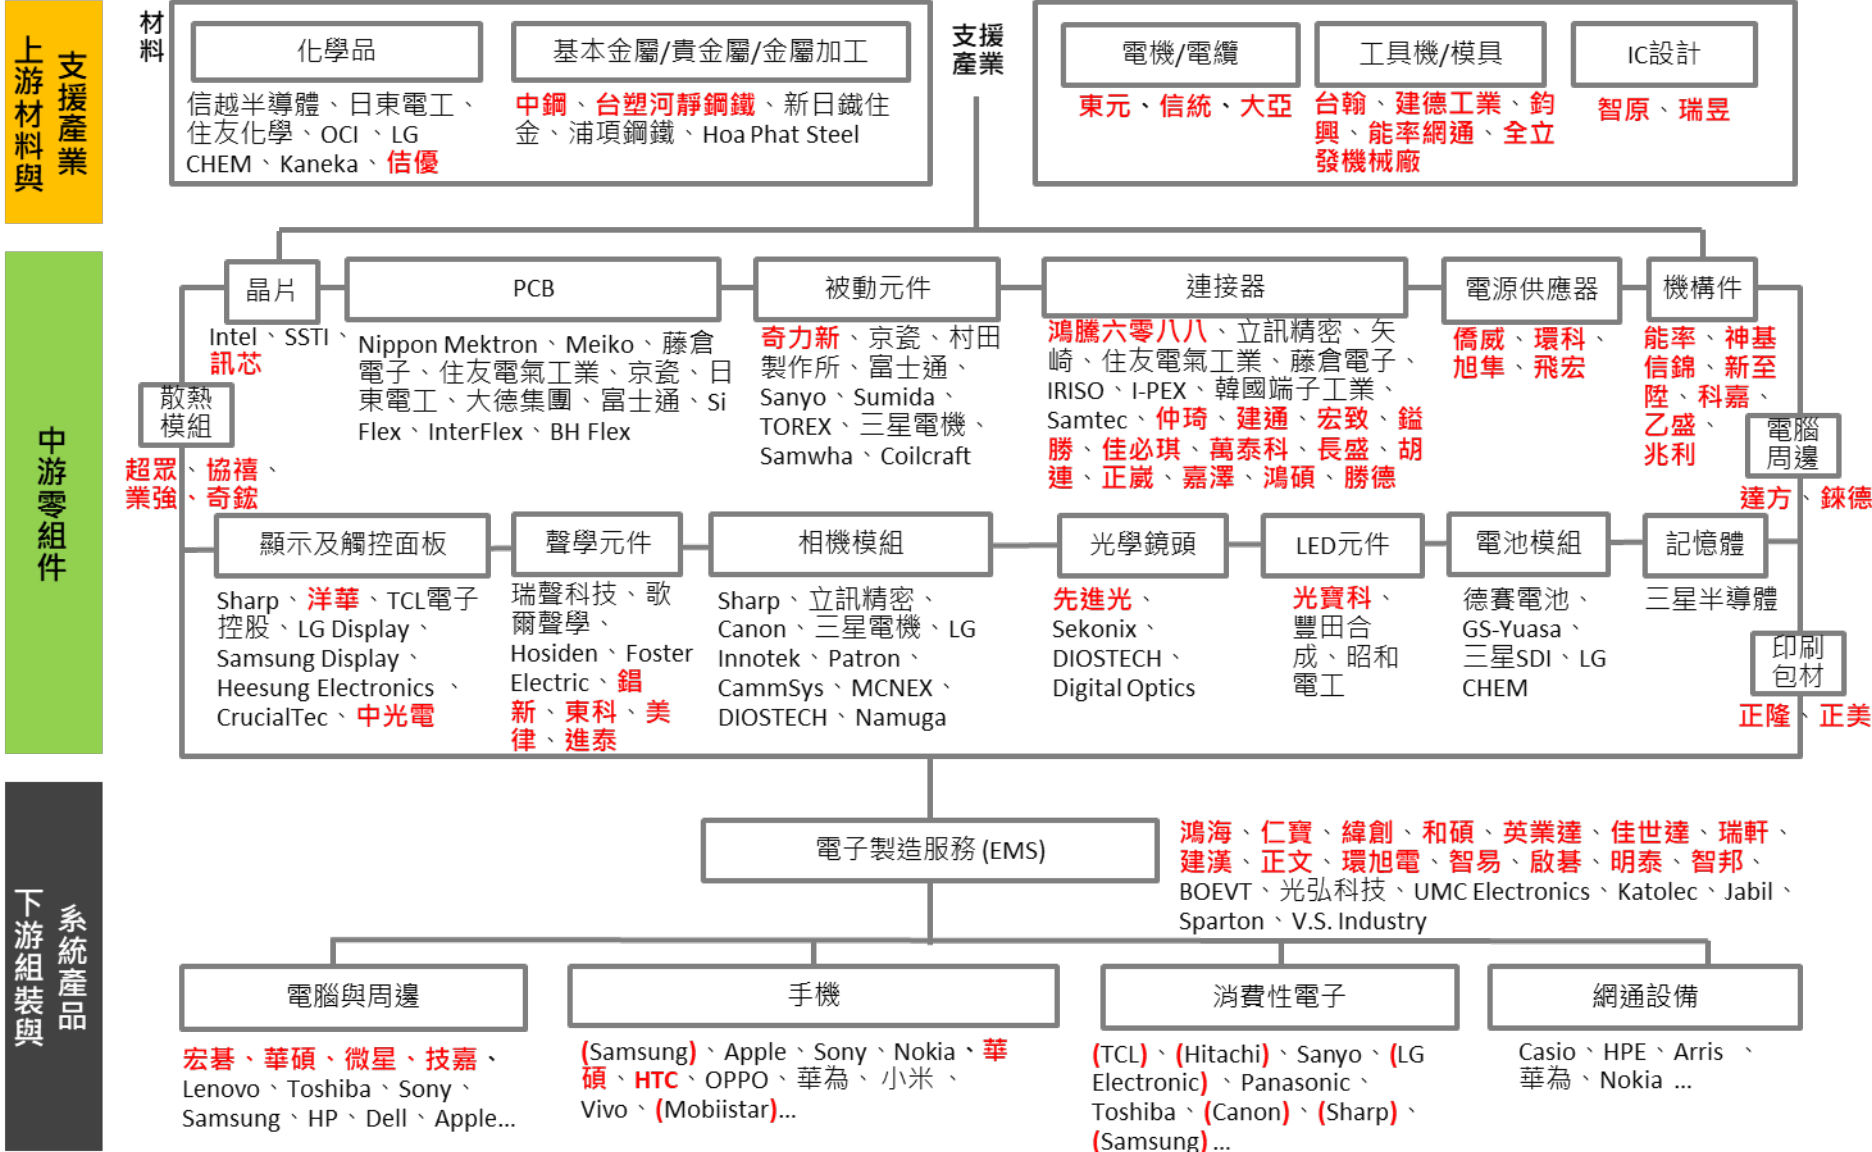 上游材料與
支援產業
材料
化學品
信越半導體、日東電工、
住友化學、OCI、LG
CHEM、Kaneka、佶優
基本金屬/貴金屬/金屬加工
中鋼、台塑河靜鋼鐵、新日鐵住
金、浦項鋼鐵、Hoa Phat Steel
支援
產業
電機/電纜
東元、信統、大亞
工具機/模具
台翰、建德工業、鈞
興、能率網通、全立
發機械廠
IC設計
智原、瑞昱
中游零組件
晶片
Intel、SSTI、
訊芯
PCB
Nippon Mektron、Meiko、藤倉
電子、住友電氣工業、京瓷、日
東電工、大德集團、富士通、Si
Flex、InterFlex、BH Flex
被動元件
奇力新、京瓷、村田
製作所、富士通、
Sanyo、Sumida、
TOREX、三星電機、
Samwha、Coilcraft
連接器
鴻騰六零八八、立訊精密、矢
崎、住友電氣工業、藤倉電子、
IRISO、I-PEX、韓國端子工業、
Samtec、仲琦、建通、宏致、鎰
勝、佳必琪、萬泰科、長盛、胡
連、正崴、嘉澤、鴻碩、勝德
電源供應器
僑威、環科、
旭隼、飛宏
機構件
能率、神基
信錦、新至
陞、科嘉、
乙盛、
兆利
散熱
模組
超眾、協禧、
業強、奇鋐
電腦
周邊
達方、錸德
顯示及觸控面板
Sharp、洋華、TCL電子
控股、LG Display、
Samsung Display、
Heesung Electronics、
CrucialTec、中光電
聲學元件
瑞聲科技、歌
爾聲學、
Hosiden、Foster
Electric、錩
新、東科、美
律、進泰
相機模組
Sharp、立訊精密、
Canon、三星電機、LG
Innotek、Patron、
CammSys、MCNEX、
DIOSTECH、Namuga
光學鏡頭
先進光、
Sekonix、
DIOSTECH、
Digital Optics
LED元件
光寶科、
豐田合
成、昭和
電工
電池模組
德賽電池、
GS-Yuasa、
三星SDI、LG
CHEM
記憶體
三星半導體
印刷
包材
正隆、正美
下游組裝與
系統產品
電子製造服務 (EMS)
鴻海、仁寶、緯創、和碩、英業達、佳世達、瑞軒、
建漢、正文、環旭電、智易、啟碁、明泰、智邦、
BOEVT、光弘科技、UMC Electronics、Katolec、Jabil、
Sparton、V.S. Industry
電腦與周邊
宏碁、華碩、微星、技嘉、
Lenovo、Toshiba、Sony、
Samsung、HP、Dell、Apple...
手機
(Samsung)、Apple、Sony、Nokia、華
碩、HTC、OPPO、華為、小米、
Vivo、(Mobiistar)...
消費性電子
(TCL)、(Hitachi)、Sanyo、(LG
Electronic)、Panasonic、
Toshiba、(Canon)、(Sharp)、
(Samsung)...
網通設備
Casio、HPE、Arris、
華為、Nokia ...